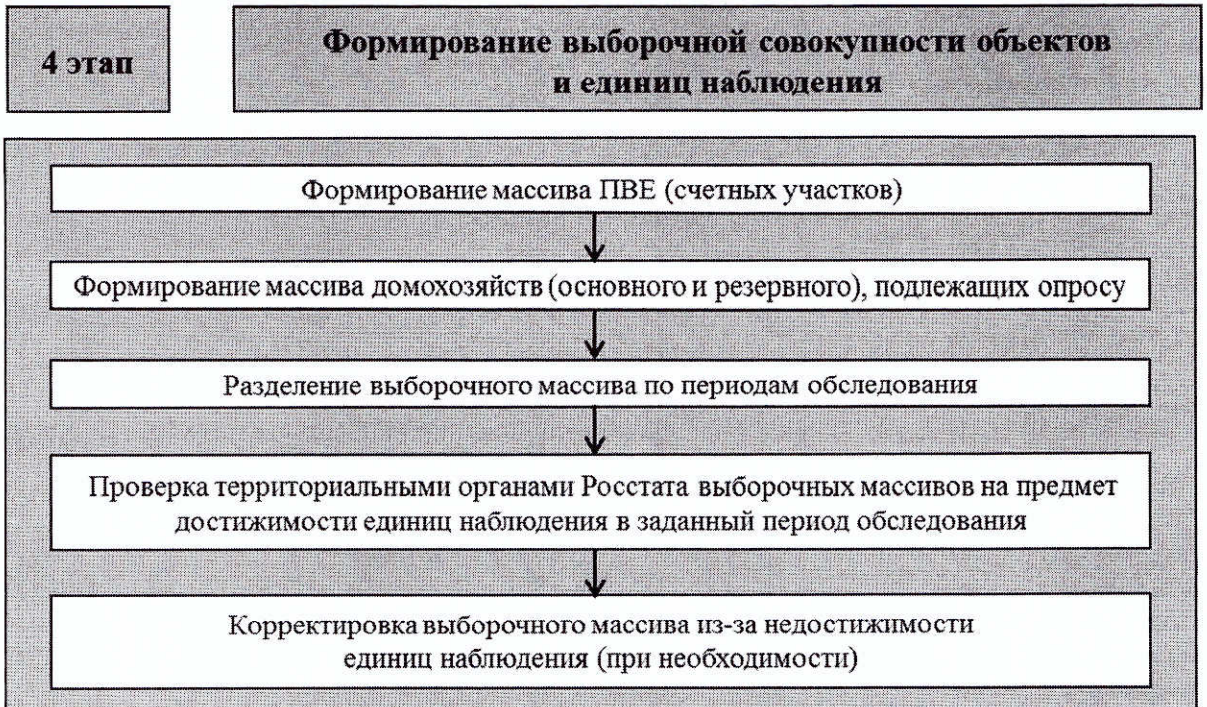 4 этап
Формирование выборочной совокупности объектов
и единиц наблюдения
Формирование массива ПВЕ (счетных участков)
Формирование массива домохозяйств (основного и резервного), подлежащих опросу
Разделение выборочного массива по периодам обследования
Проверка территориальными органами Росстата выборочных массивов на предмет
достижимости единиц наблюдения в заданный период обследования
Корректировка выборочного массива из-за недостижимости
единиц наблюдения (при необходимости)